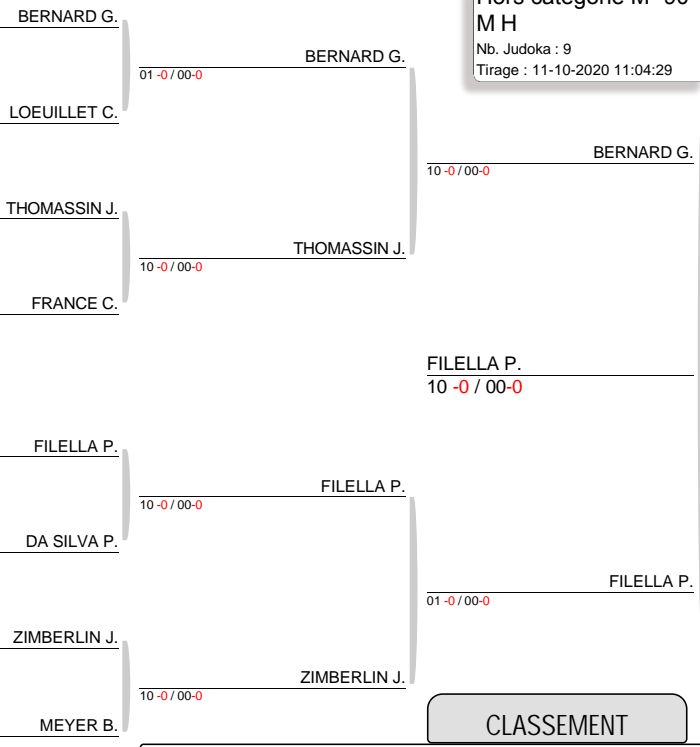 M H
Nb. Judoka : 9
Tirage : 11-10-2020 11:04:29
BERNARD G.
LOEUILLET C.
BERNARD G.
01 -0 / 00-0
THOMASSIN J.
FRANCE C.
THOMASSIN J.
10 -0 / 00-0
BERNARD G.
10 -0 / 00-0
FILELLA P.
10 -0 / 00-0
FILELLA P.
DA SILVA P.
FILELLA P.
10 -0 / 00-0
ZIMBERLIN J.
MEYER B.
ZIMBERLIN J.
10 -0 / 00-0
FILELLA P.
01 -0 / 00-0
CLASSEMENT